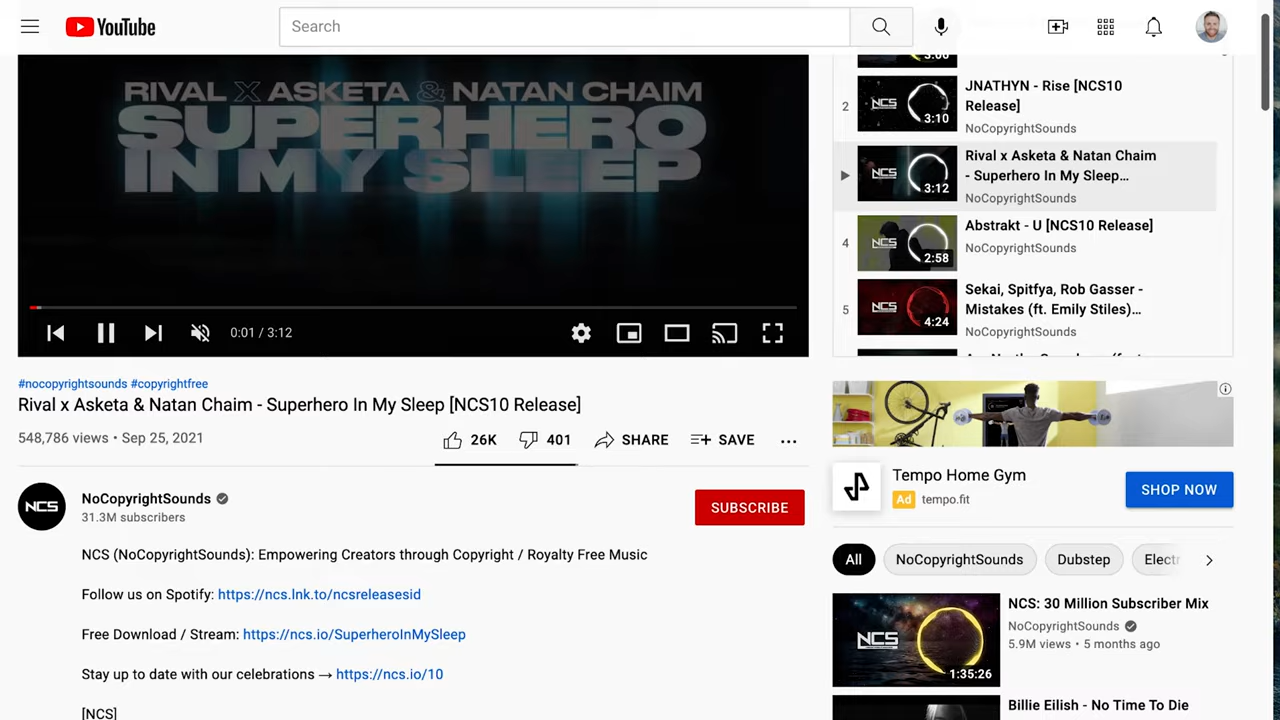 YouTube
Search
RIVAL X ASKETA & NATAN CHAIM
SUPERHERO
IN MY SLEEP
0:01 / 3:12
#nocopyrightsounds #copyrightfree
Rival x Asketa & Natan Chaim - Superhero In My Sleep [NCS10 Release]
548,786 views • Sep 25, 2021
26K
401
SHARE
SAVE
NCS
NoCopyrightSounds
31.3M subscribers
SUBSCRIBE
NCS (NoCopyrightSounds): Empowering Creators through Copyright / Royalty Free Music
Follow us on Spotify: https://ncs.lnk.to/ncsreleasesid
Free Download / Stream: https://ncs.io/SuperheroInMySleep
Stay up to date with our celebrations → https://ncs.io/10
[NCS]
2
NCS
3:10
JNATHYN - Rise [NCS10
Release]
NoCopyrightSounds
NCS
3:12
Rival x Asketa & Natan Chaim
- Superhero In My Sleep…
NoCopyrightSounds
4
NCS
2:58
Abstrakt - U [NCS10 Release]
NoCopyrightSounds
5
NCS
4:24
Sekai, Spitfya, Rob Gasser -
Mistakes (ft. Emily Stiles)…
NoCopyrightSounds
Tempo Home Gym
Ad tempo.fit
SHOP NOW
All
NoCopyrightSounds
Dubstep
Electr
NCS
1:35:26
NCS: 30 Million Subscriber Mix
NoCopyrightSounds
5.9M views • 5 months ago
Billie Eilish - No Time To Die